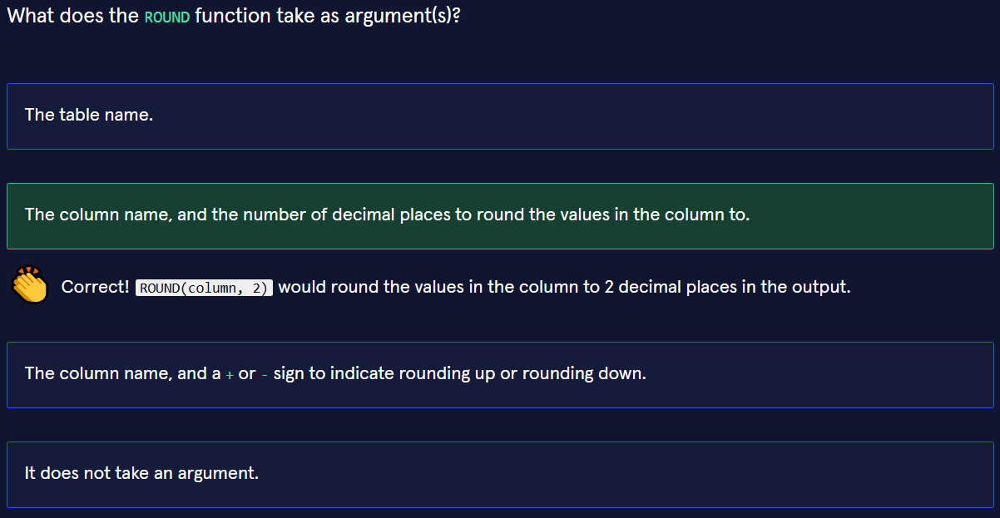 What does the ROUND function take as argument(s)?
The table name.
The column name, and the number of decimal places to round the values in the column to.
Correct! ROUND(column, 2) would round the values in the column to 2 decimal places in the output.
The column name, and a + or - sign to indicate rounding up or rounding down.
It does not take an argument.